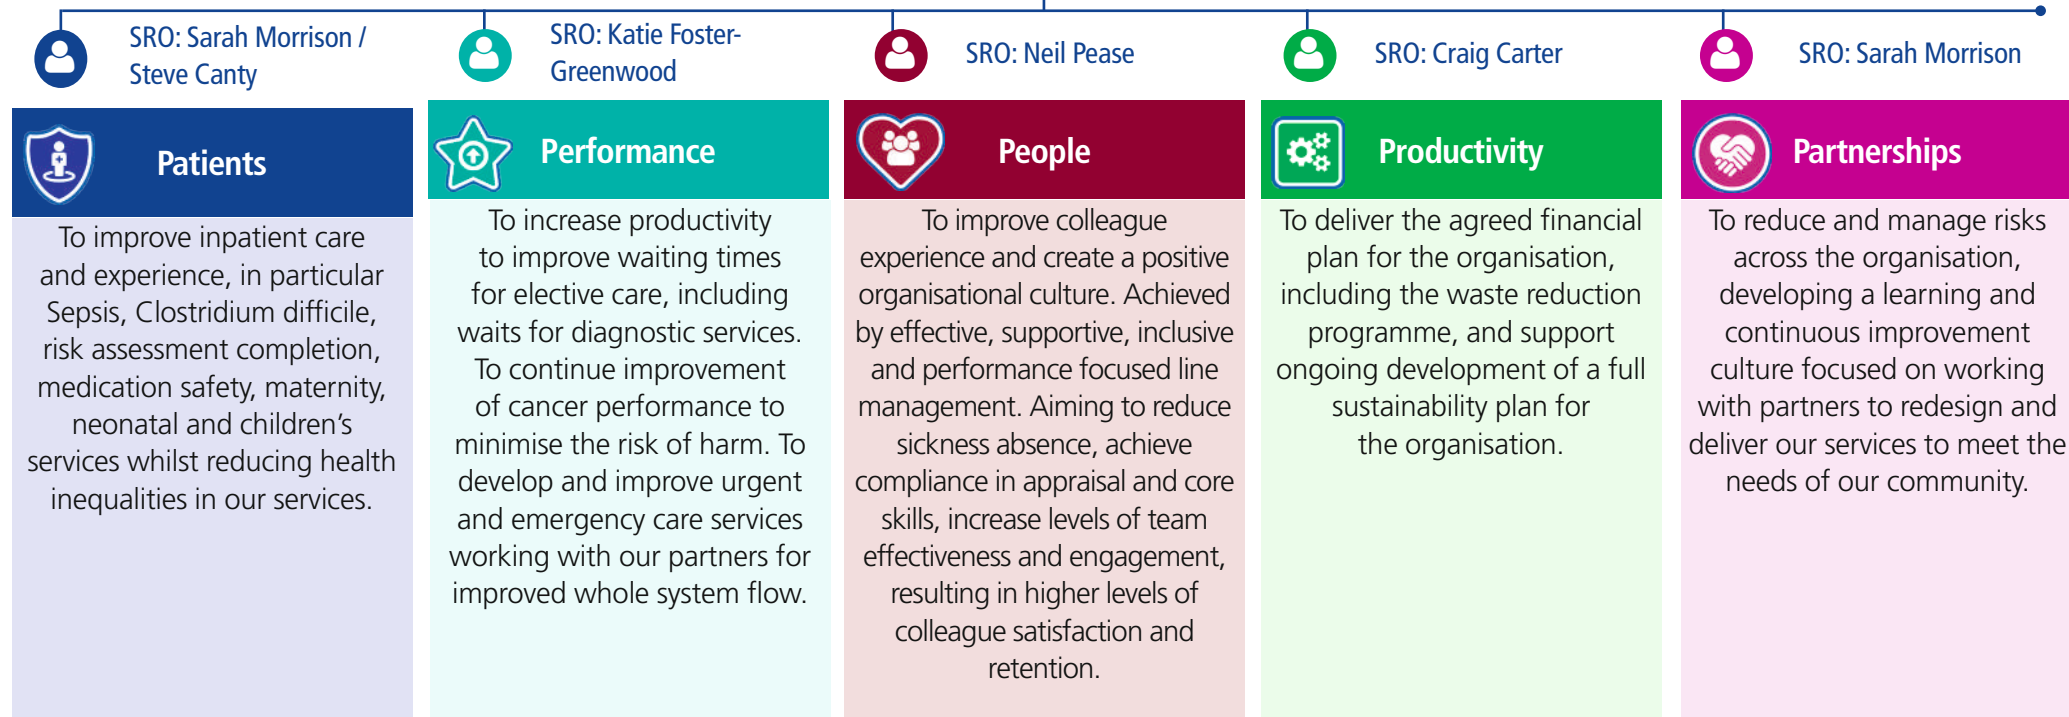 SRO: Sarah Morrison /
Steve Canty
SRO: Katie Foster-
Greenwood
SRO: Neil Pease
SRO: Craig Carter
SRO: Sarah Morrison
Patients
To improve inpatient care
and experience, in particular
Sepsis, Clostridium difficile,
risk assessment completion,
medication safety, maternity,
neonatal and children’s
services whilst reducing health
inequalities in our services.
Performance
To increase productivity
to improve waiting times
for elective care, including
waits for diagnostic services.
To continue improvement
of cancer performance to
minimise the risk of harm. To
develop and improve urgent
and emergency care services
working with our partners for
improved whole system flow.
People
To improve colleague
experience and create a positive
organisational culture. Achieved
by effective, supportive, inclusive
and performance focused line
management. Aiming to reduce
sickness absence, achieve
compliance in appraisal and core
skills, increase levels of team
effectiveness and engagement,
resulting in higher levels of
colleague satisfaction and
retention.
Productivity
To deliver the agreed financial
plan for the organisation,
including the waste reduction
programme, and support
ongoing development of a full
sustainability plan for
the organisation.
Partnerships
To reduce and manage risks
across the organisation,
developing a learning and
continuous improvement
culture focused on working
with partners to redesign and
deliver our services to meet the
needs of our community.